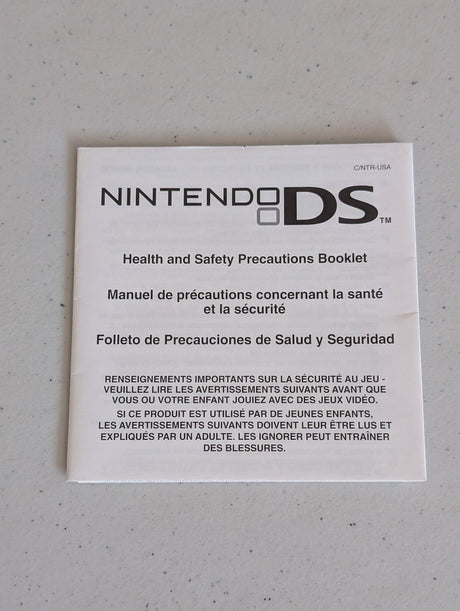 C/NTR-USA
NINTENDO DS™
Health and Safety Precautions Booklet
Manuel de précautions concernant la santé
et la sécurité
Folleto de Precauciones de Salud y Seguridad
RENSEIGNEMENTS IMPORTANTS SUR LA SÉCURITÉ AU JEU -
VEUILLEZ LIRE LES AVERTISSEMENTS SUIVANTS AVANT QUE
VOUS OU VOTRE ENFANT JOUIEZ AVEC DES JEUX VIDÉO.
SI CE PRODUIT EST UTILISÉ PAR DE JEUNES ENFANTS,
LES AVERTISSEMENTS SUIVANTS DOIVENT LEUR ÊTRE LUS ET
EXPLIQUÉS PAR UN ADULTE. LES IGNORER PEUT ENTRAÎNER
DES BLESSURES.